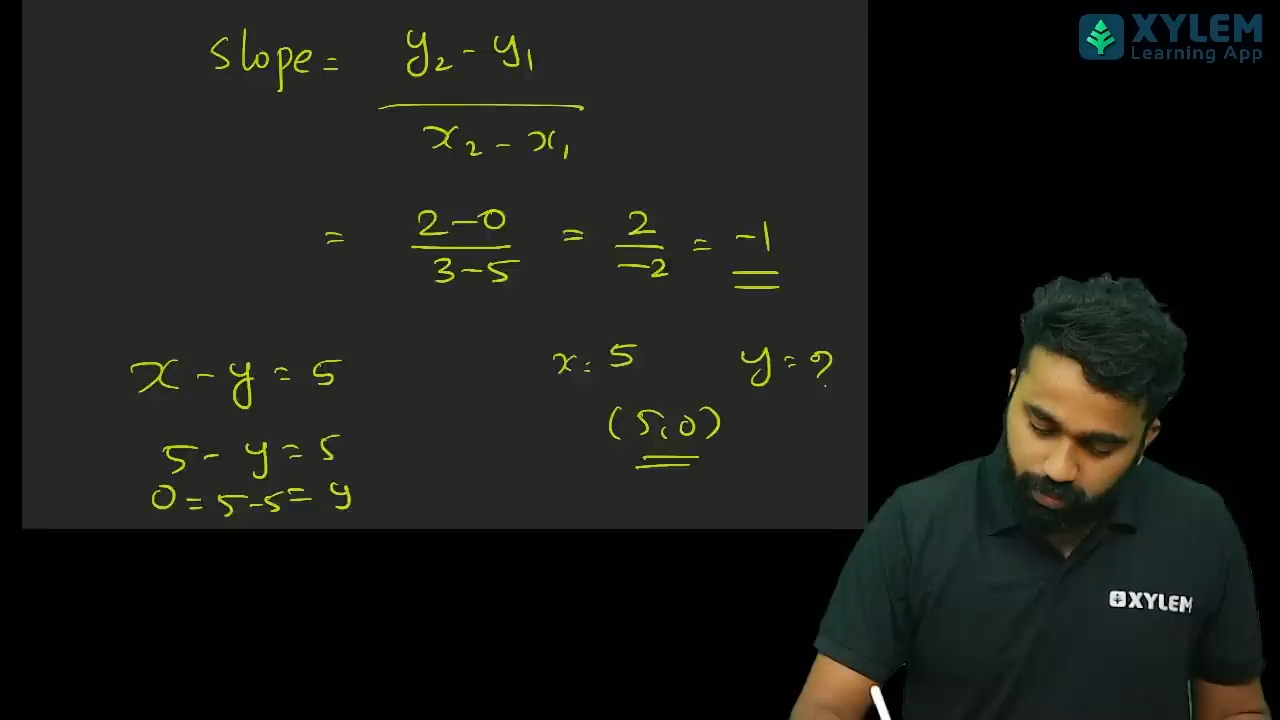 XYLEM
Learning App
Slope = y₂ - y₁ / x₂ - x₁
= 2-0 / 3-5 = 2 / -2 = -1
x - y = 5
x = 5 y = ?
(5,0)
5 - y = 5
0 = 5-5 = y
XYLEM